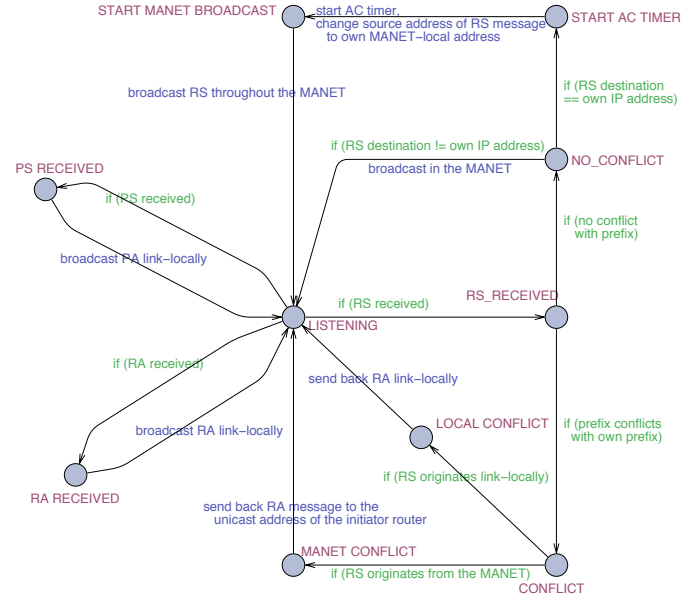 START MANET BROADCAST
start AC timer,
change source address of RS message
to own MANET-local address
START AC TIMER
broadcast RS throughout the MANET
if (RS destination
== own IP address)
if (RS destination != own IP address)
broadcast in the MANET
NO_CONFLICT
PS RECEIVED
if (PS received)
if (no conflict
with prefix)
broadcast RA link-locally
RS_RECEIVED
if (RS received)
LISTENING
if (RA received)
send back RA link-locally
LOCAL CONFLICT
if (prefix conflicts
with own prefix)
broadcast RA link-locally
if (RS originates link-locally)
RA RECEIVED
send back RA message to the
unicast address of the initiator router
MANET CONFLICT
if (RS originates from the MANET)
CONFLICT